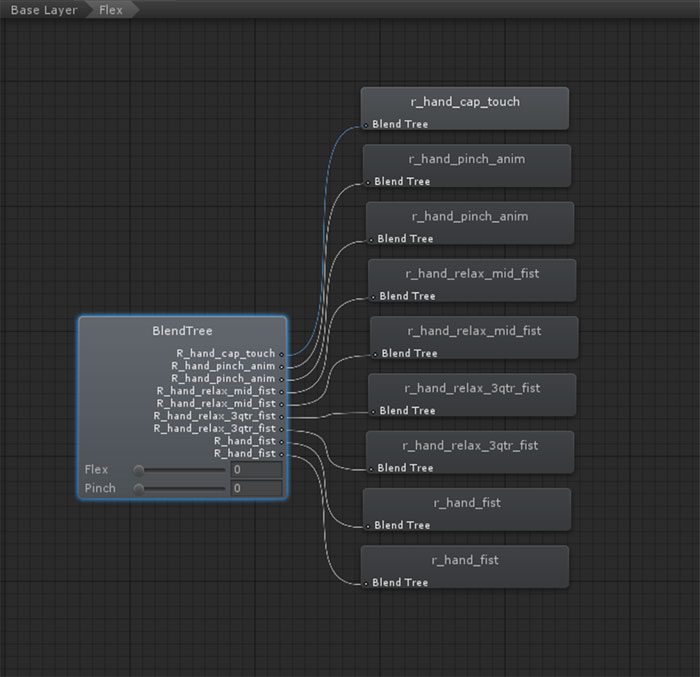 Base Layer Flex
r_hand_cap_touch
Blend Tree
r_hand_pinch_anim
Blend Tree
r_hand_pinch_anim
Blend Tree
r_hand_relax_mid_fist
Blend Tree
r_hand_relax_mid_fist
Blend Tree
r_hand_relax_3qtr_fist
Blend Tree
r_hand_relax_3qtr_fist
Blend Tree
r_hand_fist
Blend Tree
r_hand_fist
Blend Tree
BlendTree
R_hand_cap_touch
R_hand_pinch_anim
R_hand_pinch_anim
R_hand_relax_mid_fist
R_hand_relax_mid_fist
R_hand_relax_3qtr_fist
R_hand_relax_3qtr_fist
R_hand_fist
R_hand_fist
Flex 0
Pinch 0